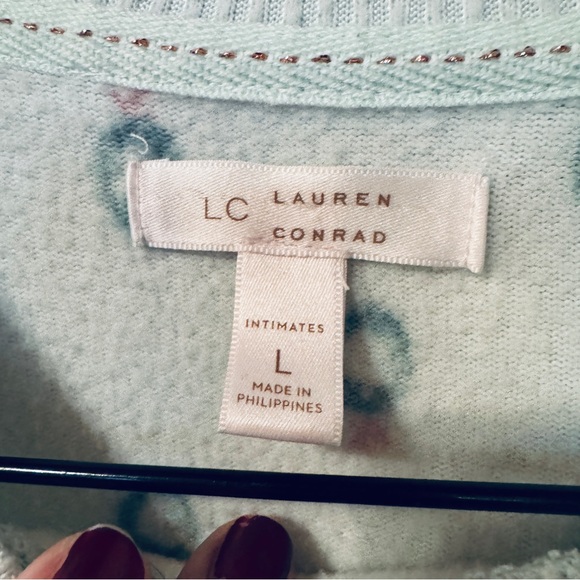 LC LAUREN
CONRAD
INTIMATES
L
MADE IN
PHILIPPINES